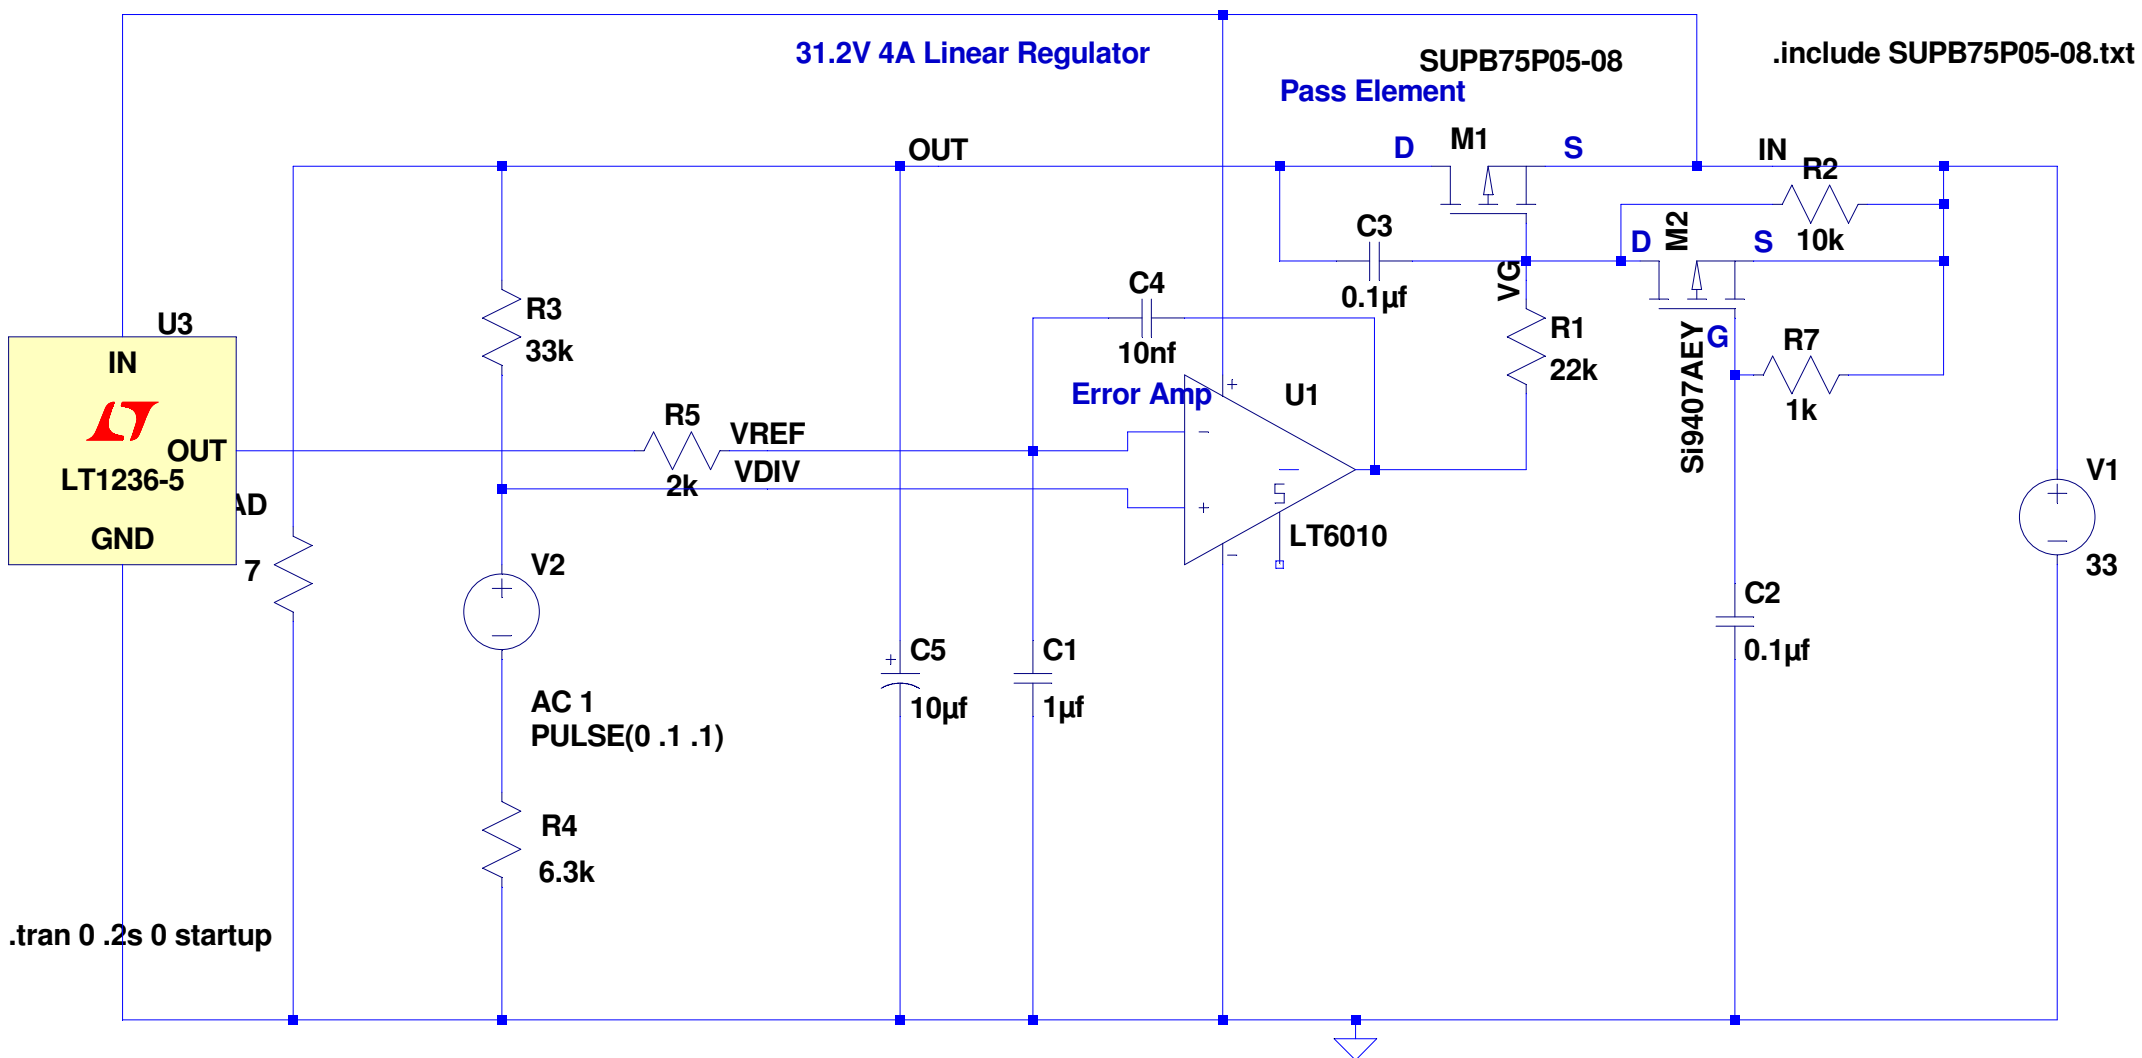 31.2V 4A Linear Regulator
SUPB75P05-08
.include SUPB75P05-08.txt
Pass Element
D
M1
S
OUT
IN
R2
10k
C3
0.1µf
VG
D
M2
S
G
Si9407AEY
R7
1k
C4
10nf
R1
22k
R3
33k
U3
IN
OUT
LT1236-5
GND
AD
7
R5
2k
VREF
VDIV
Error Amp
U1
LT6010
V1
33
V2
AC 1
PULSE(0 .1 .1)
C5
10µf
C1
1µf
C2
0.1µf
R4
6.3k
.tran 0 .2s 0 startup